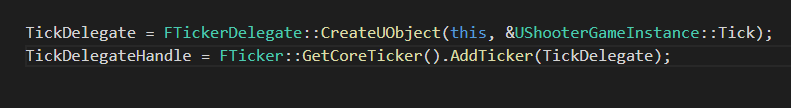 TickDelegate = FTickerDelegate::CreateUObject(this, &UShooterGameInstance::Tick);
TickDelegateHandle = FTicker::GetCoreTicker().AddTicker(TickDelegate);